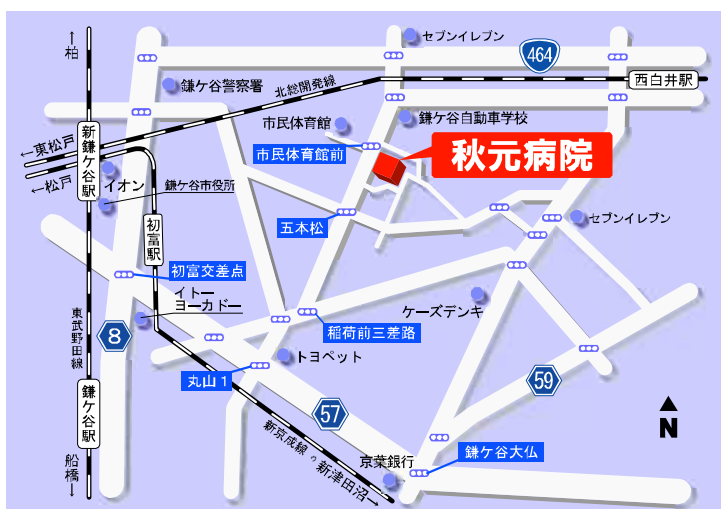 セブンイレブン
464
←柏
鎌ケ谷警察署
北総開発線
西白井駅
鎌ケ谷自動車学校
市民体育館
新鎌ケ谷駅
←東松戸
←松戸
市民体育館前
秋元病院
イオン
鎌ケ谷市役所
初富駅
五本松
セブンイレブン
初富交差点
イトー
ヨーカドー
ケーズデンキ
東武野田線
8
稲荷前三差路
トヨペット
丸山1
59
57
鎌ケ谷駅
新京成線
新津田沼→
京葉銀行
鎌ケ谷大仏
船橋→
N